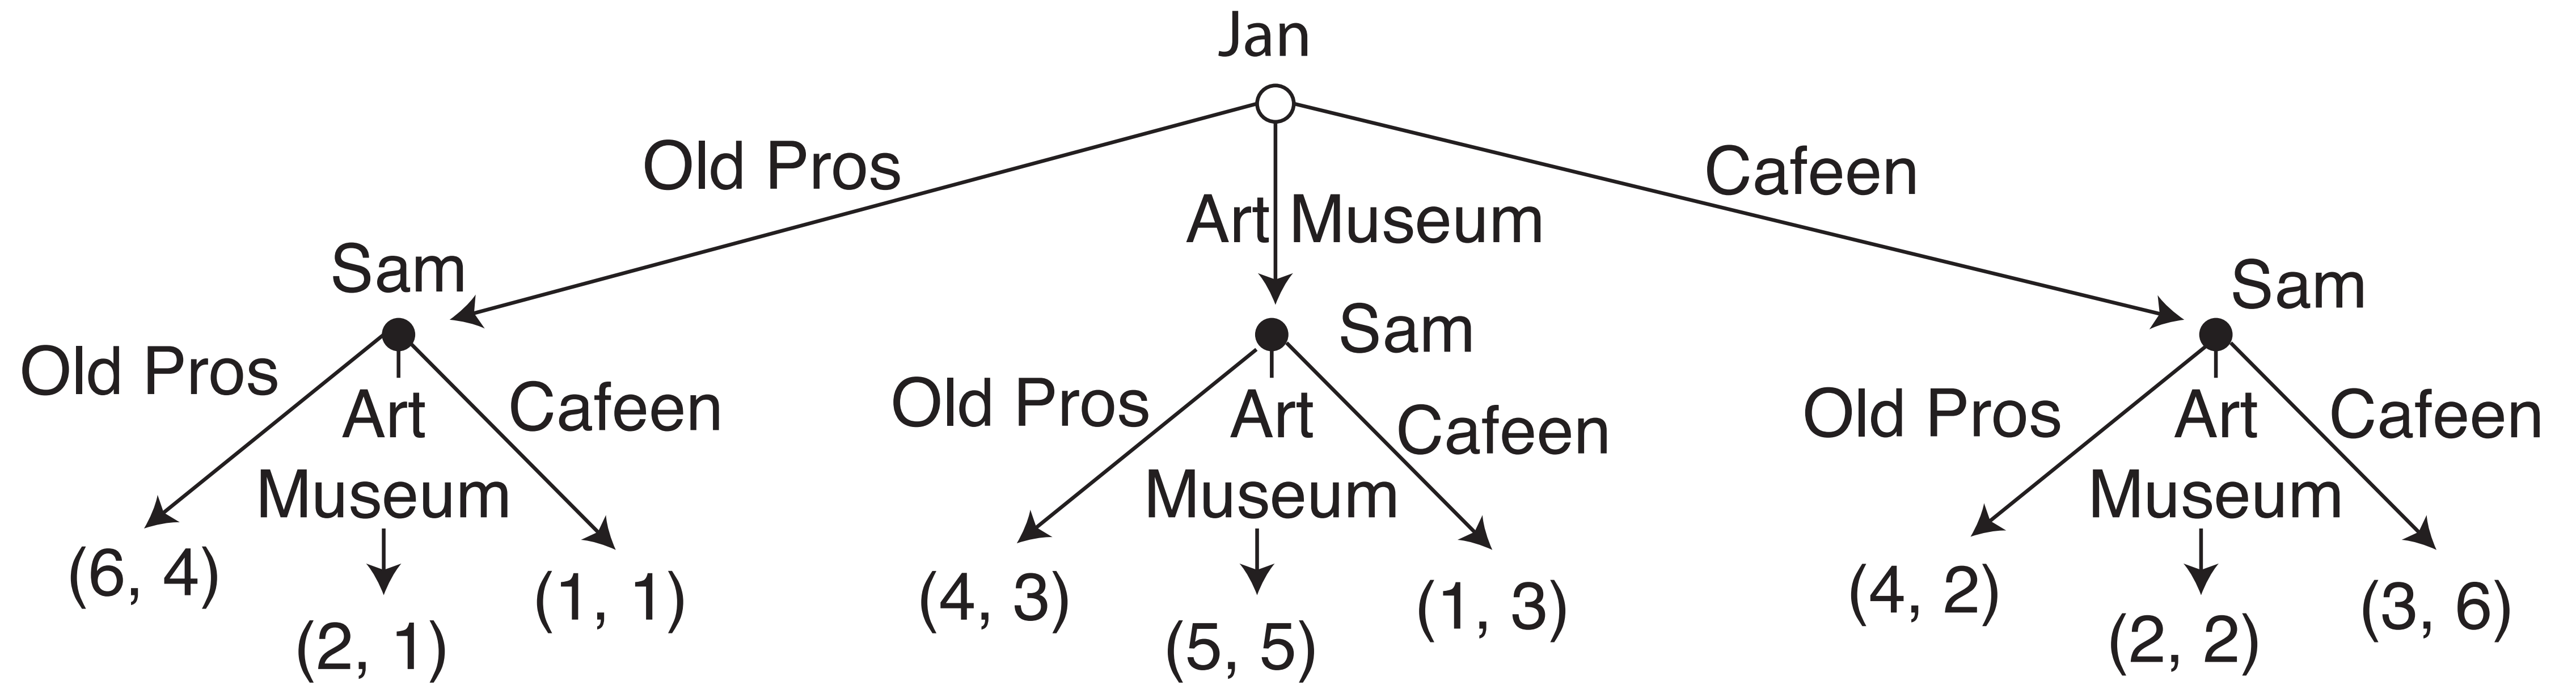 Jan
Old Pros
Art Museum
Cafeen
Sam
Sam
Sam
Old Pros
Art
Museum
Cafeen
Old Pros
Art
Museum
Cafeen
Old Pros
Art
Museum
Cafeen
(6, 4)
(2, 1)
(1, 1)
(4, 3)
(5, 5)
(1, 3)
(4, 2)
(2, 2)
(3, 6)